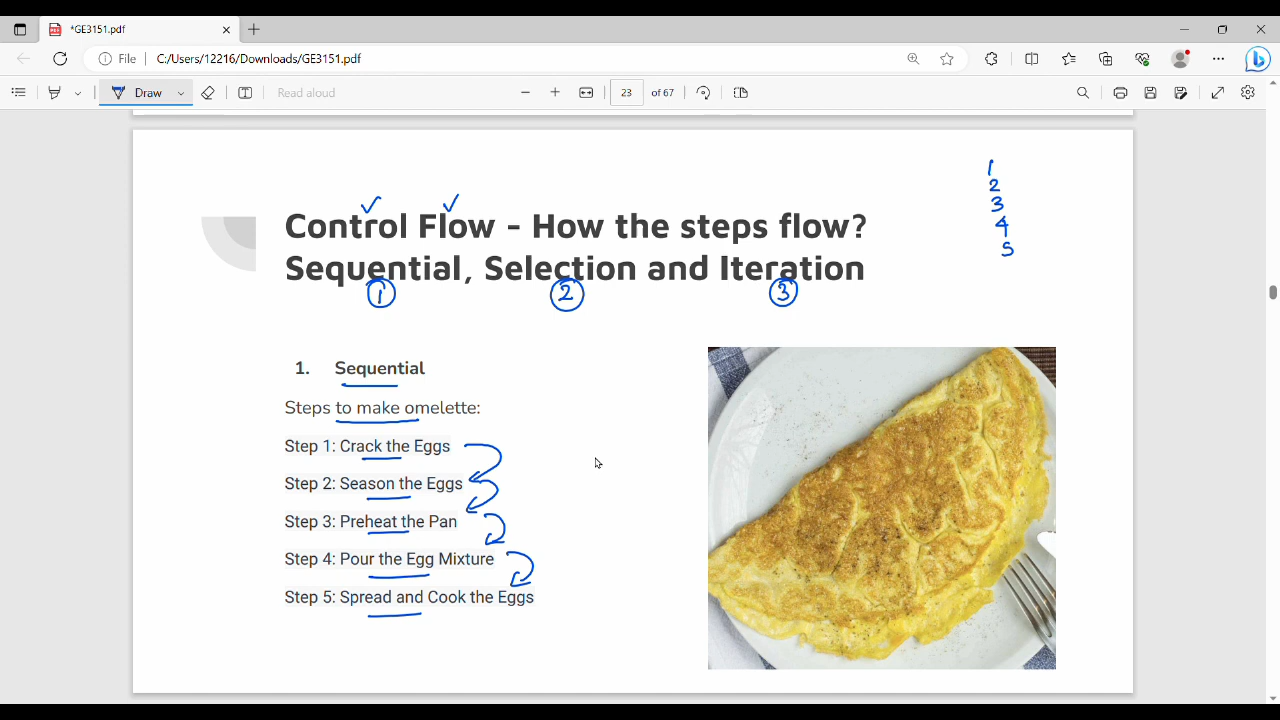 *GE3151.pdf
File C:/Users/12216/Downloads/GE3151.pdf
Draw Read aloud 23 of 67
1
2
3
4
5
Control Flow - How the steps flow?
Sequential, Selection and Iteration
1 2 3
1. Sequential
Steps to make omelette:
Step 1: Crack the Eggs
Step 2: Season the Eggs
Step 3: Preheat the Pan
Step 4: Pour the Egg Mixture
Step 5: Spread and Cook the Eggs